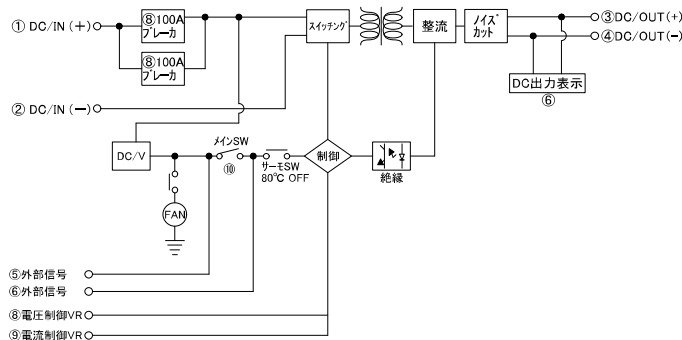 ① DC/IN (+)
⑧100A
ブレーカ
⑧100A
ブレーカ
スイッチング
整流
ノイズ
カット
③DC/OUT(+)
④DC/OUT(-)
DC出力表示
⑥
② DC/IN (-)
DC/V
メインSW
⑩
サーモSW
80℃ OFF
制御
絶縁
FAN
⑤外部信号
⑥外部信号
⑧電圧制御VR
⑨電流制御VR